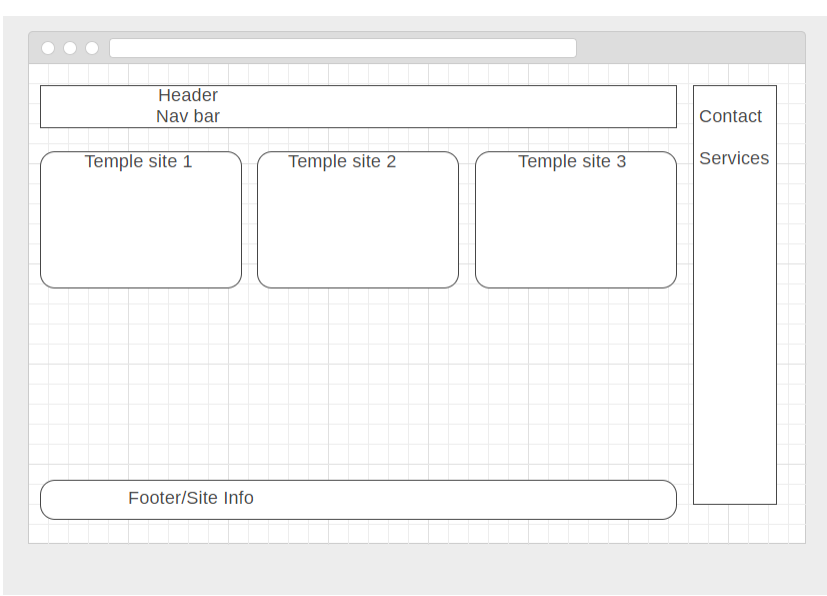 Header
Nav bar
Contact
Services
Temple site 1
Temple site 2
Temple site 3
Footer/Site Info